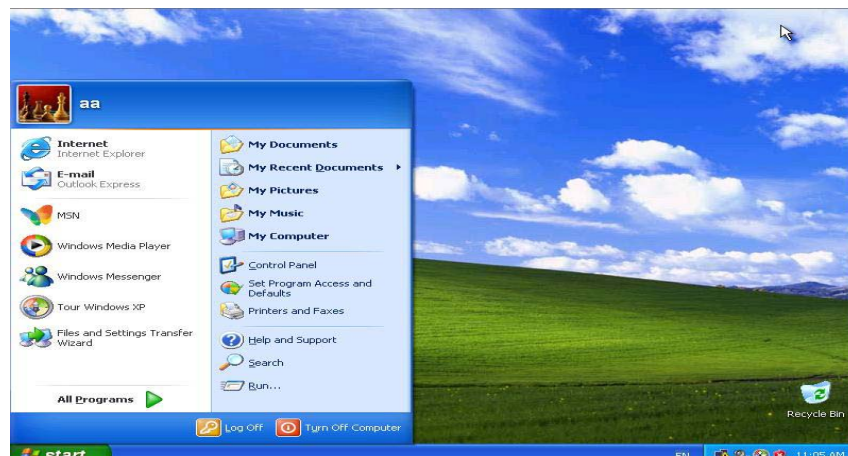 aa
Internet
Internet Explorer
E-mail
Outlook Express
MSN
Windows Media Player
Windows Messenger
Tour Windows XP
Files and Settings Transfer
Wizard
All Programs
My Documents
My Recent Documents
My Pictures
My Music
My Computer
Control Panel
Set Program Access and
Defaults
Printers and Faxes
Help and Support
Search
Run...
Log Off
Turn Off Computer
Recycle Bin
start
EN
11:05 AM